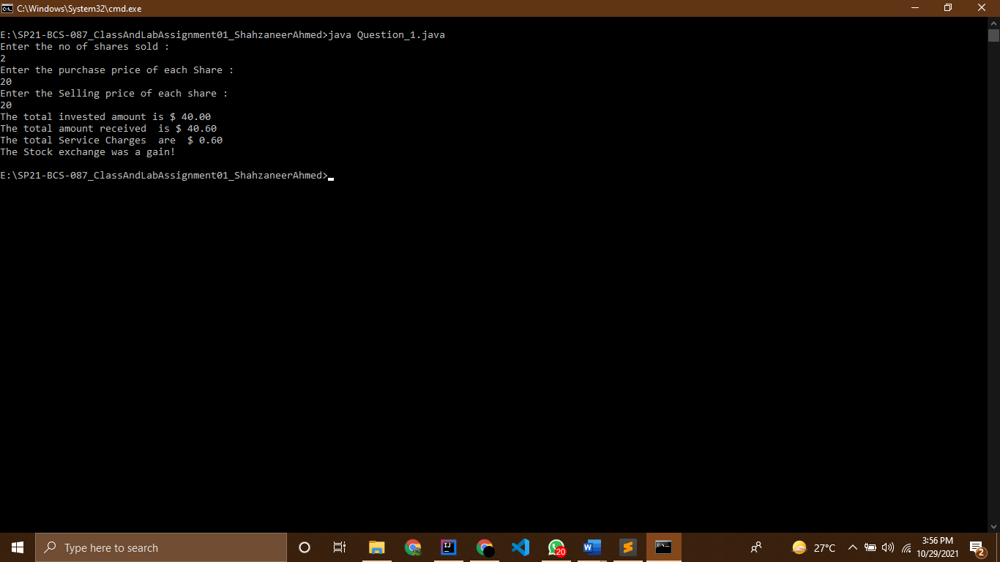 C:\Windows\System32\cmd.exe
E:\SP21-BCS-087_ClassAndLabAssignment01_ShahzaneerAhmed>java Question_1.java
Enter the no of shares sold :
2
Enter the purchase price of each Share :
20
Enter the Selling price of each share :
20
The total invested amount is $ 40.00
The total amount received  is $ 40.60
The total Service Charges  are  $ 0.60
The Stock exchange was a gain!
E:\SP21-BCS-087_ClassAndLabAssignment01_ShahzaneerAhmed>
Type here to search
20
27°C
3:56 PM
10/29/2021
2